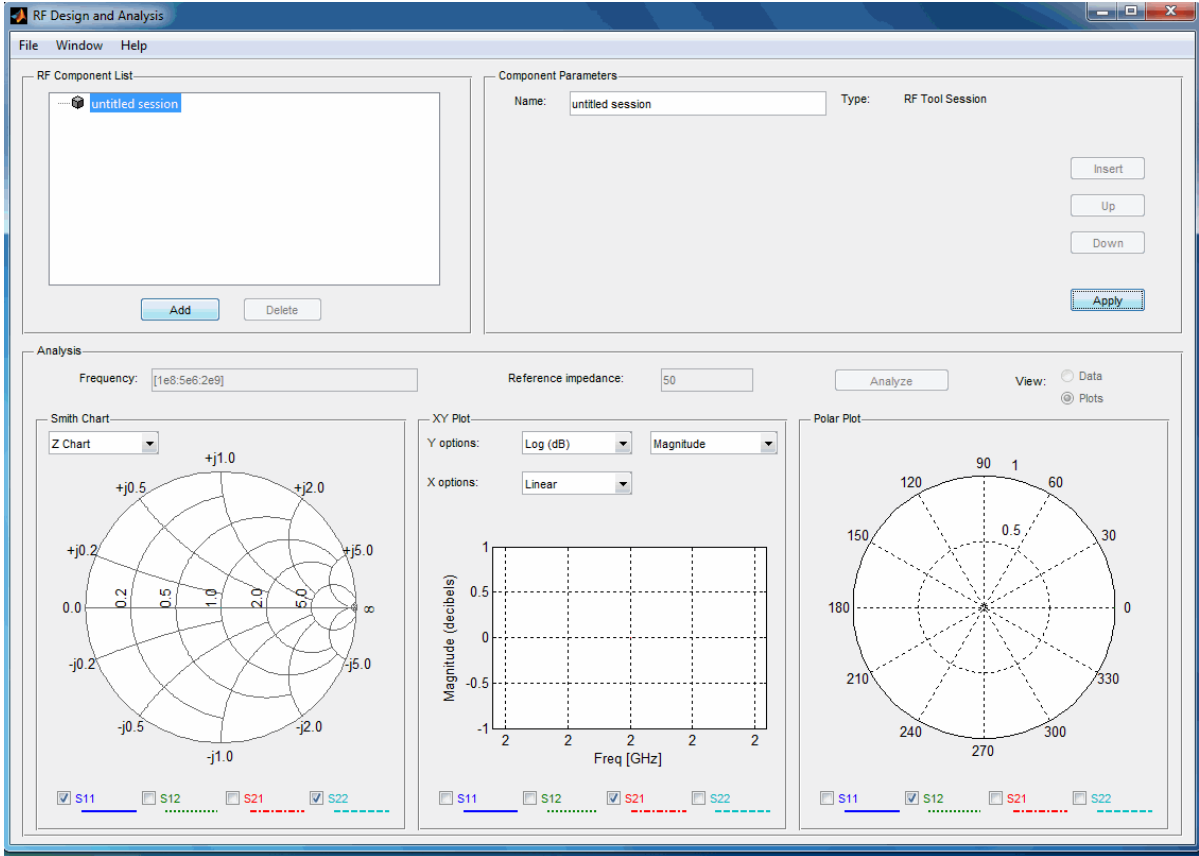 RF Design and Analysis
File Window Help
RF Component List
untitled session
Add Delete
Component Parameters
Name: untitled session Type: RF Tool Session
Insert
Up
Down
Apply
Analysis
Frequency: [1e8:5e6:2e9] Reference impedance: 50 Analyze View: Data
Plots
Smith Chart
Z Chart
+j1.0
+j0.5 +j2.0
+j0.2 +j5.0
0.0 0.2 0.5 1.0 2.0 5.0 ∞
-j0.2 -j5.0
-j0.5 -j2.0
-j1.0
S11 S12 S21 S22
XY Plot
Y options: Log (dB) Magnitude
X options: Linear
1
0.5
0
-0.5
-1
Magnitude (decibels)
2 2 2 2 2
Freq [GHz]
S11 S12 S21 S22
Polar Plot
90 1
120 60
0.5
150 30
180 0
210 330
240 300
270
S11 S12 S21 S22